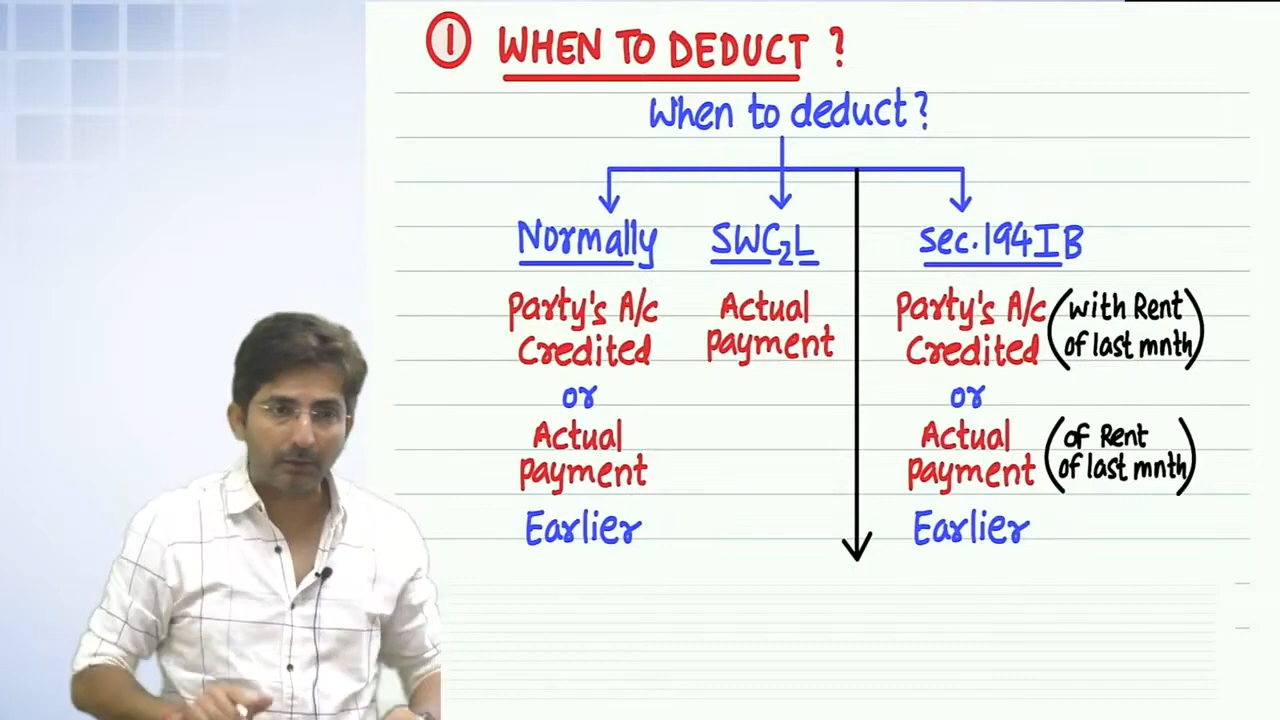 ① WHEN TO DEDUCT ?
When to deduct?
Normally
Party's A/c
Credited
or
Actual
payment
Earlier
SWC₂L
Actual
payment
sec.194IB
Party's A/c
Credited
(with Rent
of last mnth)
or
Actual
payment
(of Rent
of last mnth)
Earlier